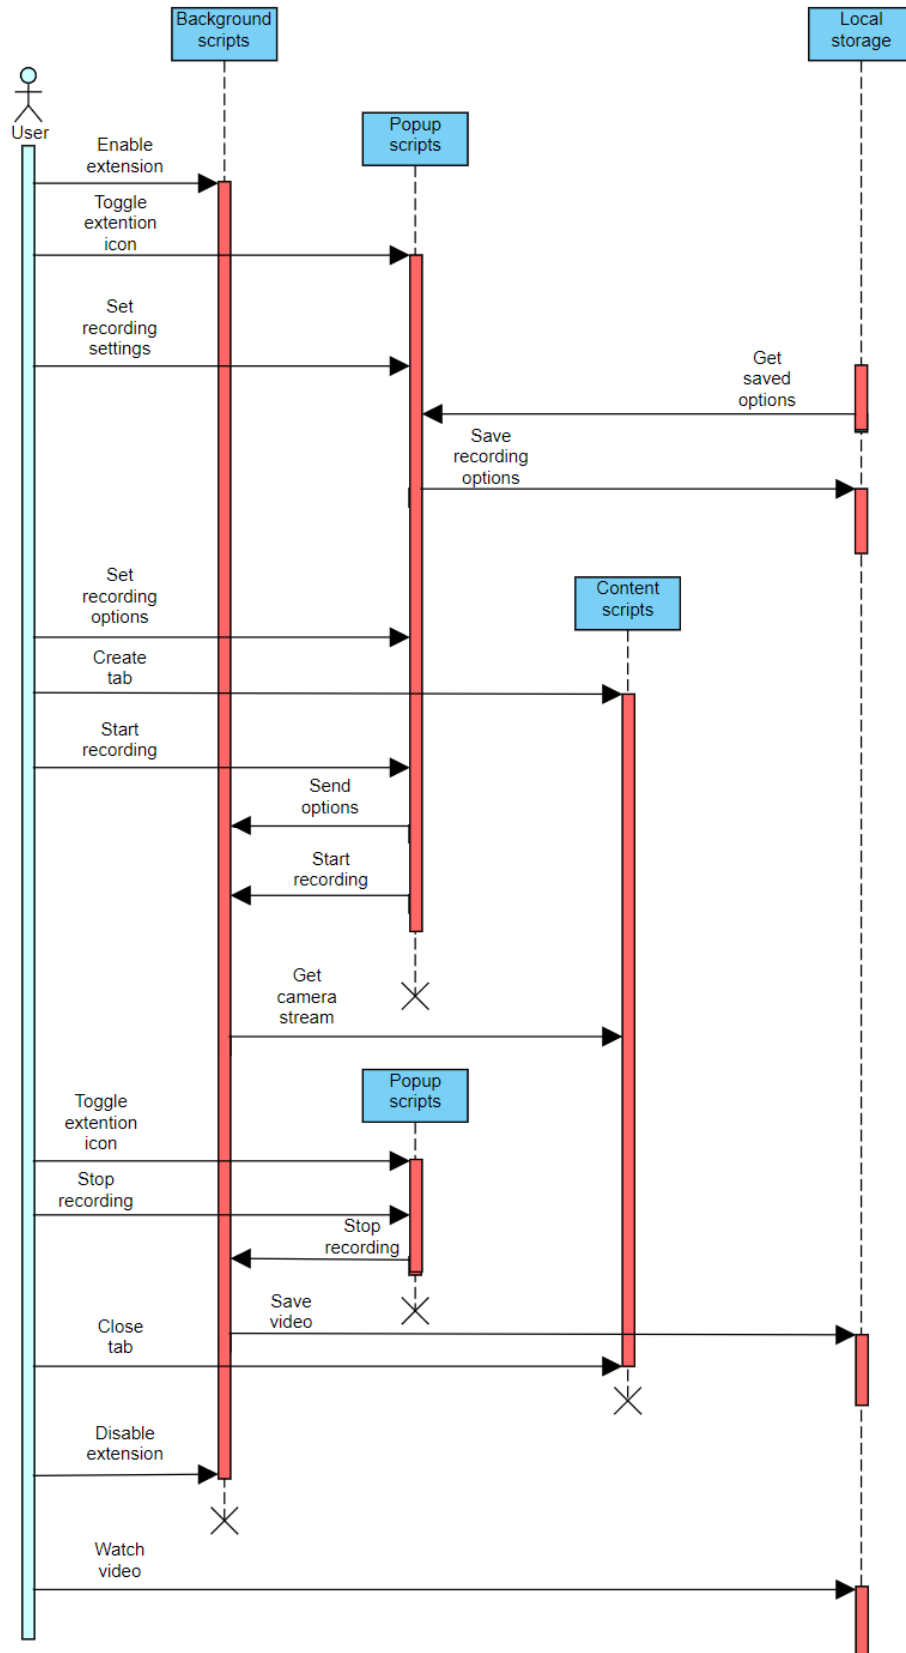 Background
scripts
Local
storage
User
Popup
scripts
Enable
extension
Toggle
extention
icon
Set
recording
settings
Get
saved
options
Save
recording
options
Set
recording
options
Content
scripts
Create
tab
Start
recording
Send
options
Start
recording
Get
camera
stream
Popup
scripts
Toggle
extention
icon
Stop
recording
Stop
recording
Save
video
Close
tab
Disable
extension
Watch
video